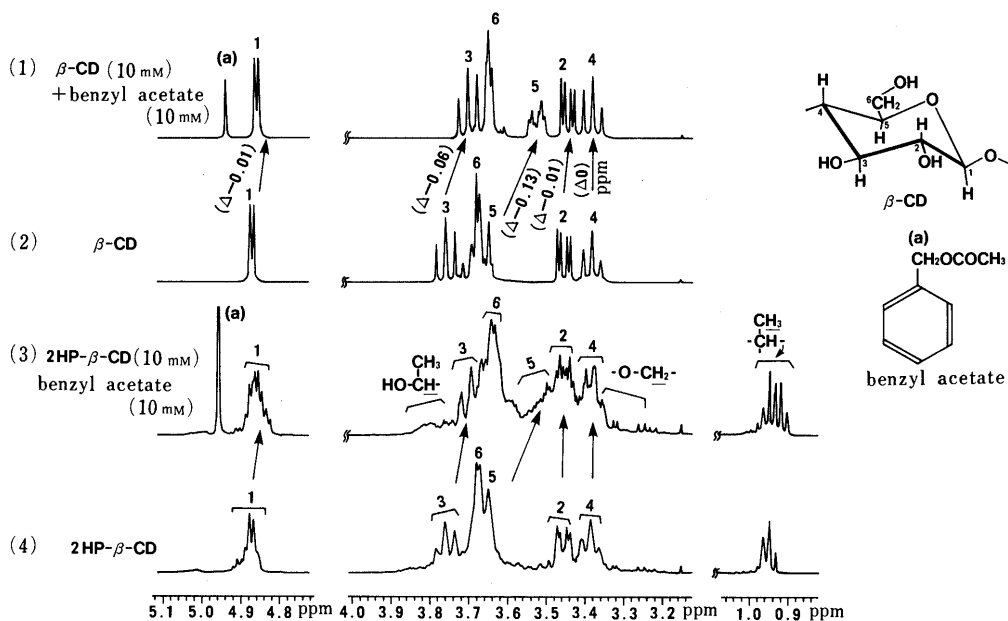 (1) β-CD (10 mM)
+benzyl acetate
(10 mM)
(a)
1
3
6
5
2
4
(Δ−0.01)
(Δ−0.06)
(Δ−0.13)
(Δ−0.01)
(Δ0)
ppm
(2) β-CD
1
3
6
5
2
4
(3) 2HP-β-CD (10 mM)
benzyl acetate
(10 mM)
(a)
1
CH3
HO-CH-
3
6
5
2
4
-O-CH2-
CH3
-CH-
(4) 2HP-β-CD
1
3
6
5
2
4
5.1 5.0 4.9 4.8 ppm
4.0 3.9 3.8 3.7 3.6 3.5 3.4 3.3 3.2 ppm
1.0 0.9 ppm
H
OH
6CH2
O
4
5
H
H
HO
3
2
OH
H
1
O
H
β-CD
(a)
CH2OCOCH3
benzyl acetate